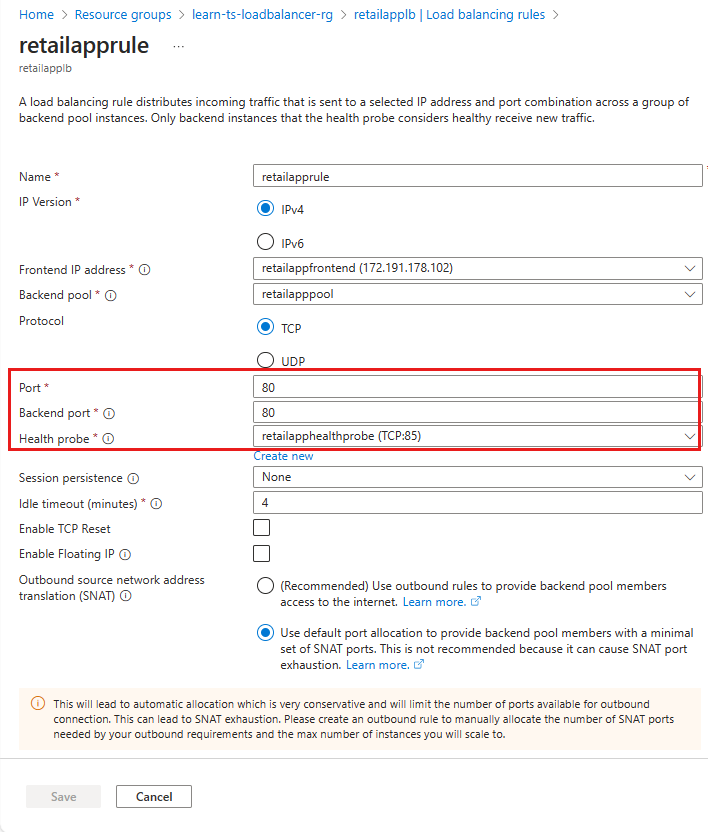 Home > Resource groups > learn-ts-loadbalancer-rg > retailapplb | Load balancing rules >
retailapprule ...
retailapplb
A load balancing rule distributes incoming traffic that is sent to a selected IP address and port combination across a group of
backend pool instances. Only backend instances that the health probe considers healthy receive new traffic.
Name * retailapprule
IP Version * IPv4
IPv6
Frontend IP address * retailappfrontend (172.191.178.102)
Backend pool * retailapppool
Protocol TCP
UDP
Port * 80
Backend port * 80
Health probe * retailapphealthprobe (TCP:85)
Create new
Session persistence None
Idle timeout (minutes) * 4
Enable TCP Reset
Enable Floating IP
Outbound source network address
translation (SNAT)
(Recommended) Use outbound rules to provide backend pool members
access to the internet. Learn more.
Use default port allocation to provide backend pool members with a minimal
set of SNAT ports. This is not recommended because it can cause SNAT port
exhaustion. Learn more.
This will lead to automatic allocation which is very conservative and will limit the number of ports available for outbound
connection. This can lead to SNAT exhaustion. Please create an outbound rule to manually allocate the number of SNAT ports
needed by your outbound requirements and the max number of instances you will scale to.
Save Cancel